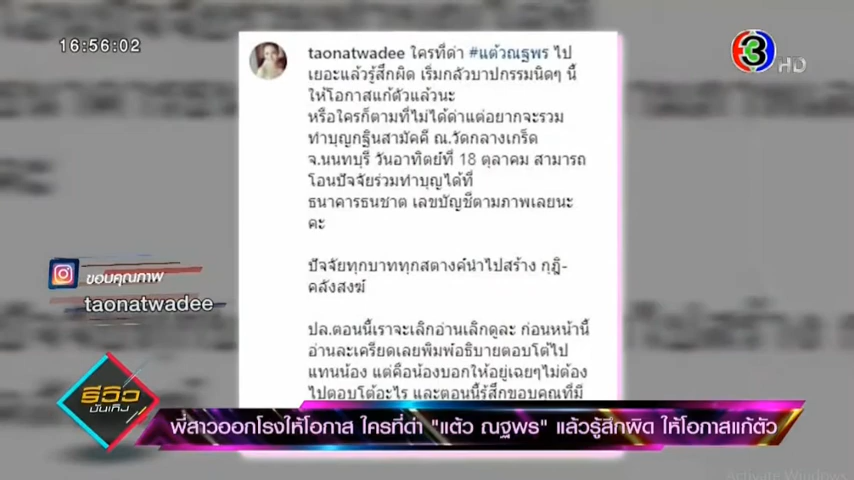 16:56:02
3 HD
taonatwadee ใครที่ด่า #แต้วณฐพร ไป
เยอะแล้วรู้สึกผิด เริ่มกลัวบาปกรรมนิดๆ นี้
ให้โอกาสแก้ตัวแล้วนะ
หรือใครก็ตามที่ไม่ได้ด่าแต่อยากจะรวม
ทำบุญกฐินสามัคคี ณ.วัดกลางเกร็ด
จ.นนทบุรี วันอาทิตย์ที่ 18 ตุลาคม สามารถ
โอนปัจจัยร่วมทำบุญได้ที่
ธนาคารธนชาต เลขบัญชีตามภาพเลยนะ
คะ
ปัจจัยทุกบาททุกสตางค์นำไปสร้าง กุฏิ-
คลังสงฆ์
ปล.ตอนนี้เราจะเลิกอ่านเลิกดูละ ก่อนหน้านี้
อ่านละเครียดเลยพิมพ์อธิบายตอบโต้ไป
แทนน้อง แต่คือน้องบอกให้อยู่เฉยๆไม่ต้อง
ไปตอบโต้อะไร และตอนนี้รู้สึกขอบคุณที่มี
ขอบคุณภาพ
taonatwadee
รีวิว
บันเทิง
พี่สาวออกโรงให้โอกาส ใครที่ด่า "แต้ว ณฐพร" แล้วรู้สึกผิด ให้โอกาสแก้ตัว
Activate Windows